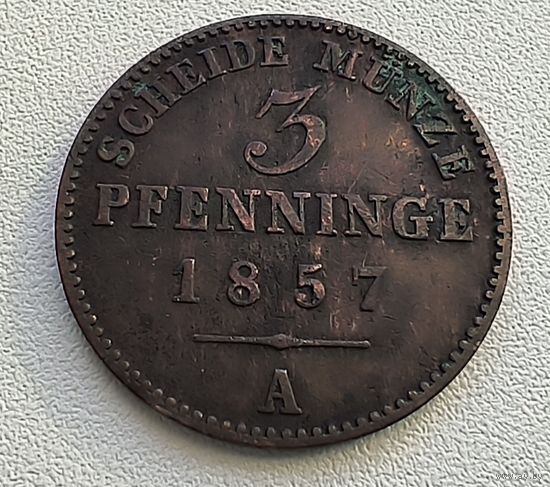 SCHEIDE MÜNZE
3
PFENNINGE
1857
A